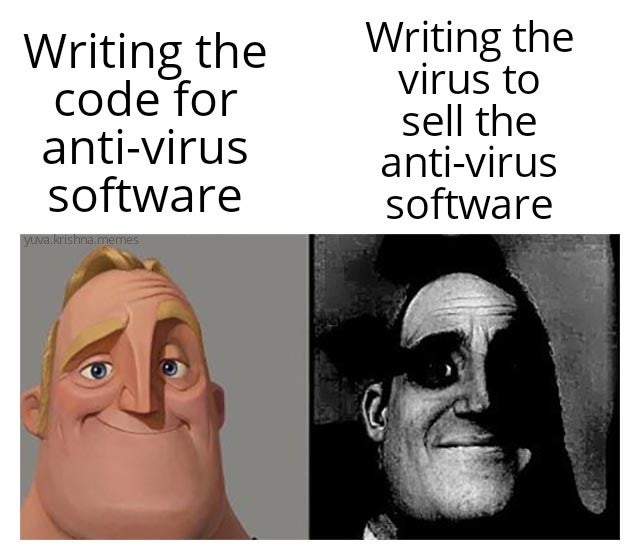 Writing the
code for
anti-virus
software
Writing the
virus to
sell the
anti-virus
software
yuva.krishna.memes